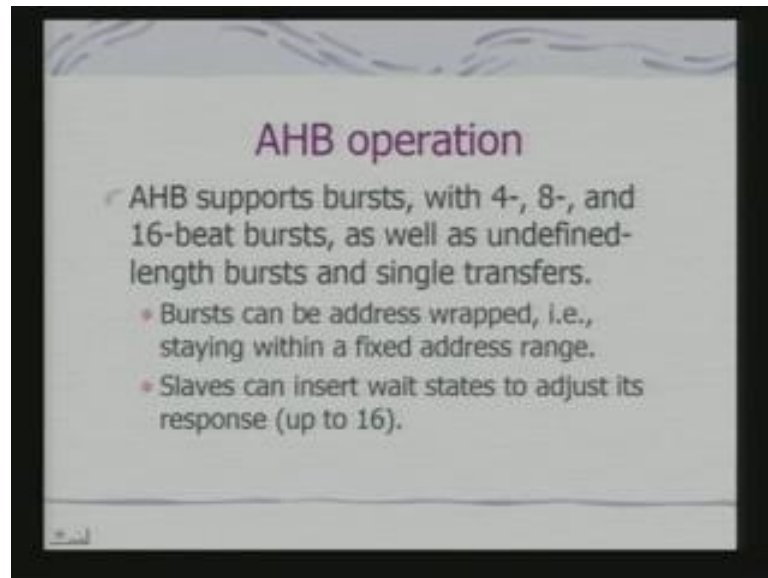 AHB operation
AHB supports bursts, with 4-, 8-, and
16-beat bursts, as well as undefined-
length bursts and single transfers.
Bursts can be address wrapped, i.e.,
staying within a fixed address range.
Slaves can insert wait states to adjust its
response (up to 16).